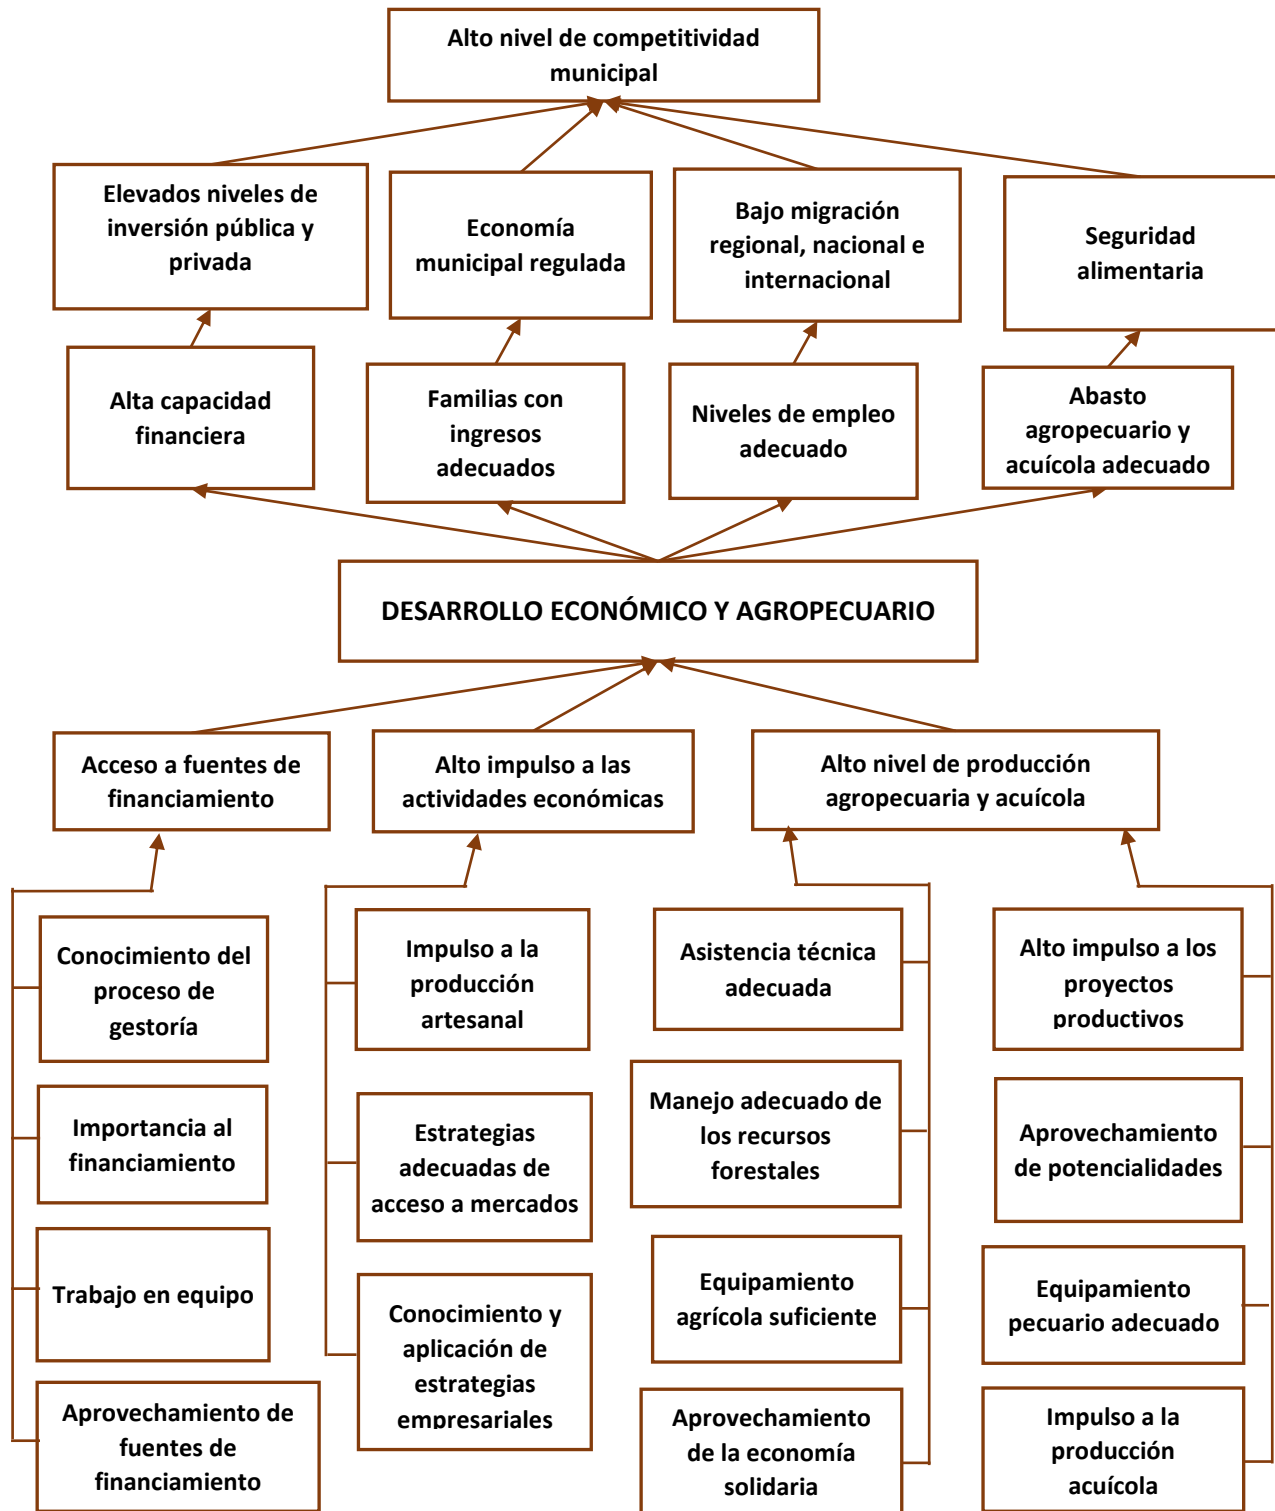 Alto nivel de competitividad
municipal
Elevados niveles de
inversión pública y
privada
Economía
municipal regulada
Bajo migración
regional, nacional e
internacional
Seguridad
alimentaria
Alta capacidad
financiera
Familias con
ingresos
adecuados
Niveles de empleo
adecuado
Abasto
agropecuario y
acuícola adecuado
DESARROLLO ECONÓMICO Y AGROPECUARIO
Acceso a fuentes de
financiamiento
Alto impulso a las
actividades económicas
Alto nivel de producción
agropecuaria y acuícola
Conocimiento del
proceso de
gestoría
Impulso a la
producción
artesanal
Asistencia técnica
adecuada
Alto impulso a los
proyectos
productivos
Importancia al
financiamiento
Estrategias
adecuadas de
acceso a mercados
Manejo adecuado de
los recursos
forestales
Aprovechamiento
de potencialidades
Trabajo en equipo
Conocimiento y
aplicación de
estrategias
empresariales
Equipamiento
agrícola suficiente
Equipamiento
pecuario adecuado
Aprovechamiento de
fuentes de
financiamiento
Aprovechamiento
de la economía
solidaria
Impulso a la
producción
acuícola